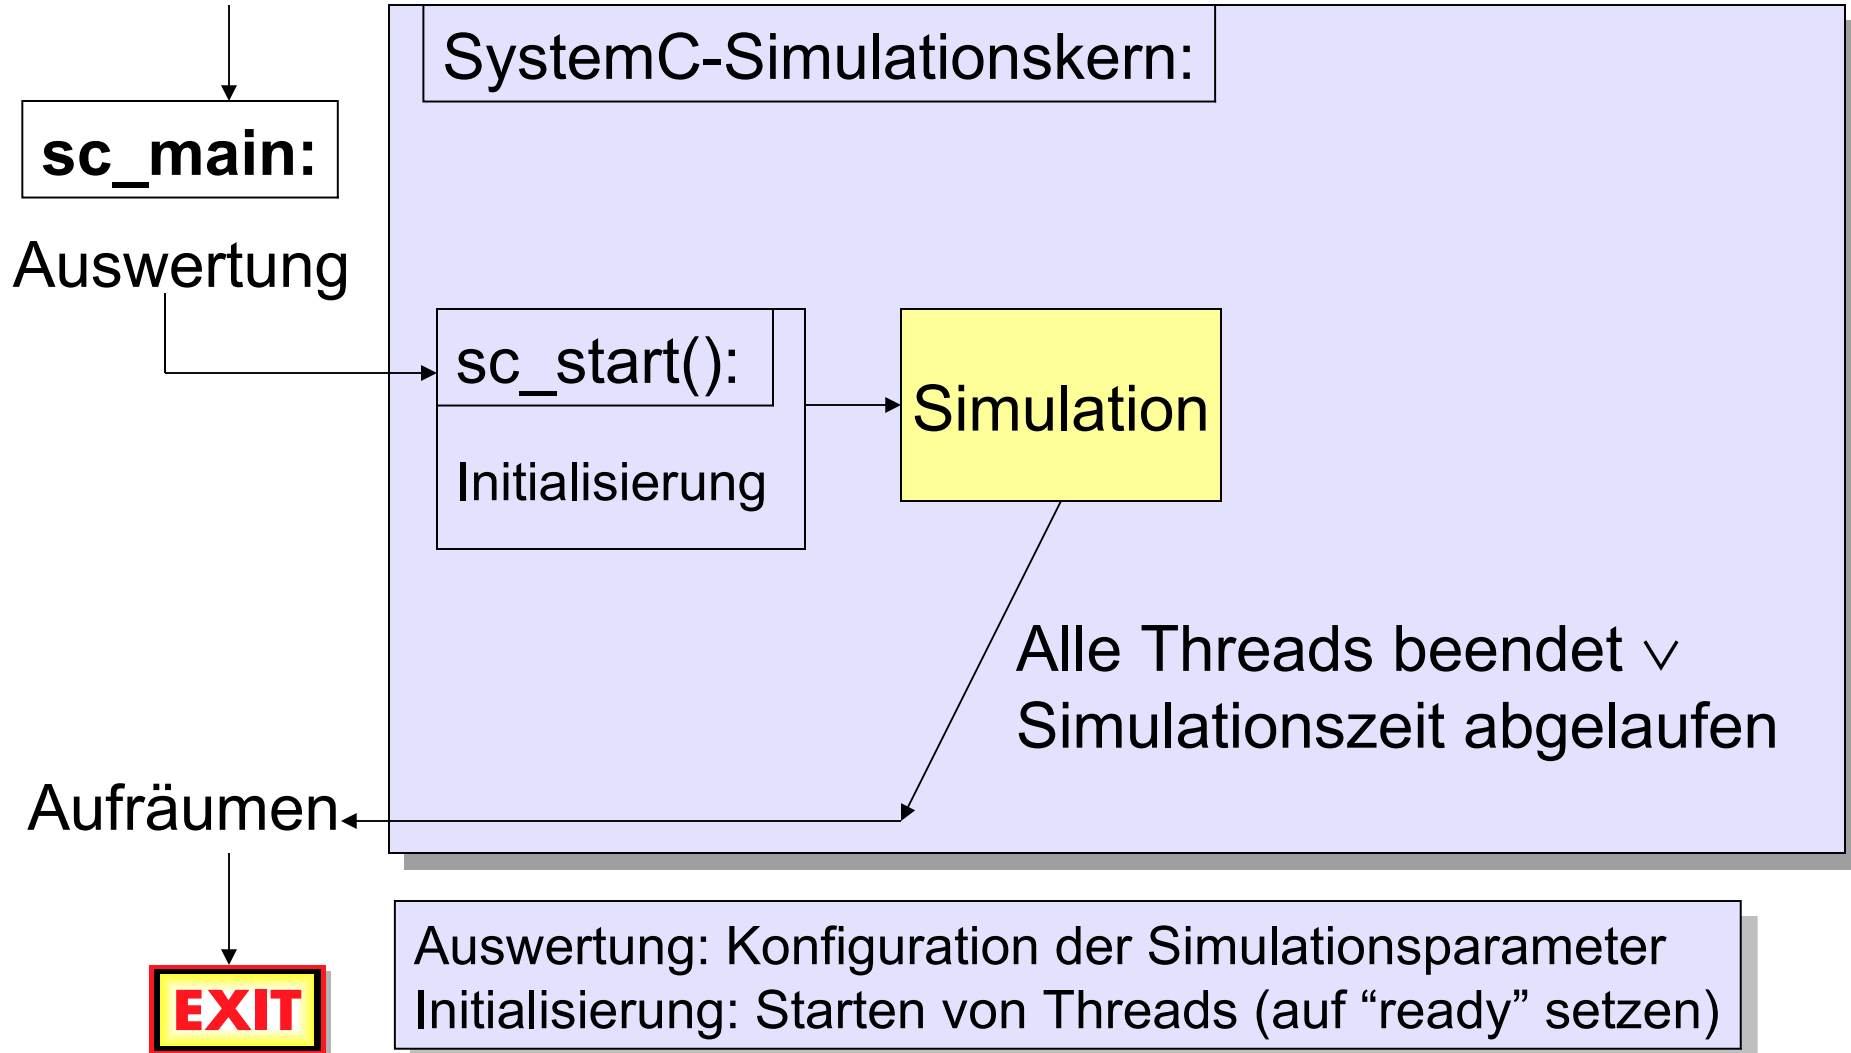 SystemC-Simulationskern:
sc_main:
Auswertung
sc_start():
Initialisierung
Simulation
Alle Threads beendet ∨
Simulationszeit abgelaufen
Aufräumen
EXIT
Auswertung: Konfiguration der Simulationsparameter
Initialisierung: Starten von Threads (auf “ready” setzen)